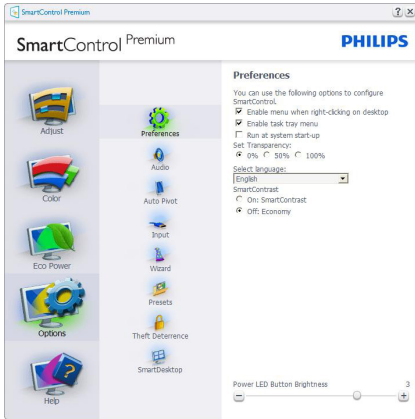 SmartControl Premium
SmartControl Premium
PHILIPS
Adjust
Color
Eco Power
Options
Help
Preferences
Audio
Auto Pivot
Input
Wizard
Presets
Theft Deterrence
SmartDesktop
Preferences
You can use the following options to configure
SmartControl.
Enable menu when right-clicking on desktop
Enable task tray menu
Run at system start-up
Set Transparency:
0% 50% 100%
Select language:
English
SmartContrast
On: SmartContrast
Off: Economy
Power LED Button Brightness 3